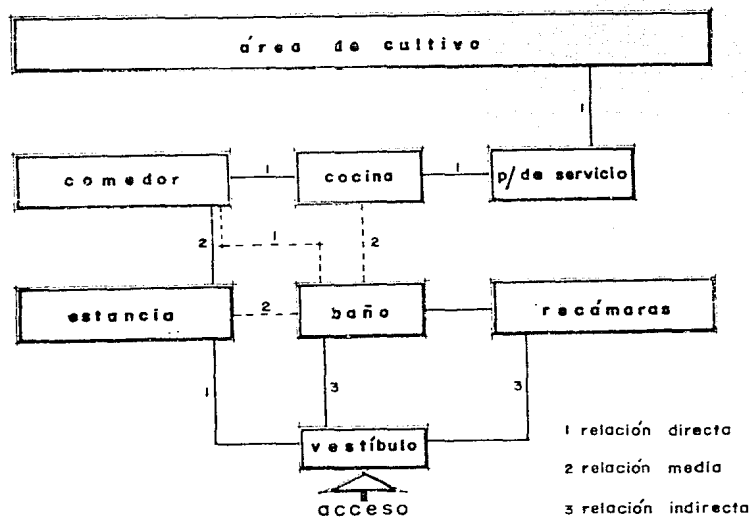 área de cultivo
1
comedor
1
cocina
1
p/de servicio
2
1
2
estancia
2
baño
recámaras
1
3
3
vestíbulo
acceso
1 relación directa
2 relación media
3 relación indirecta